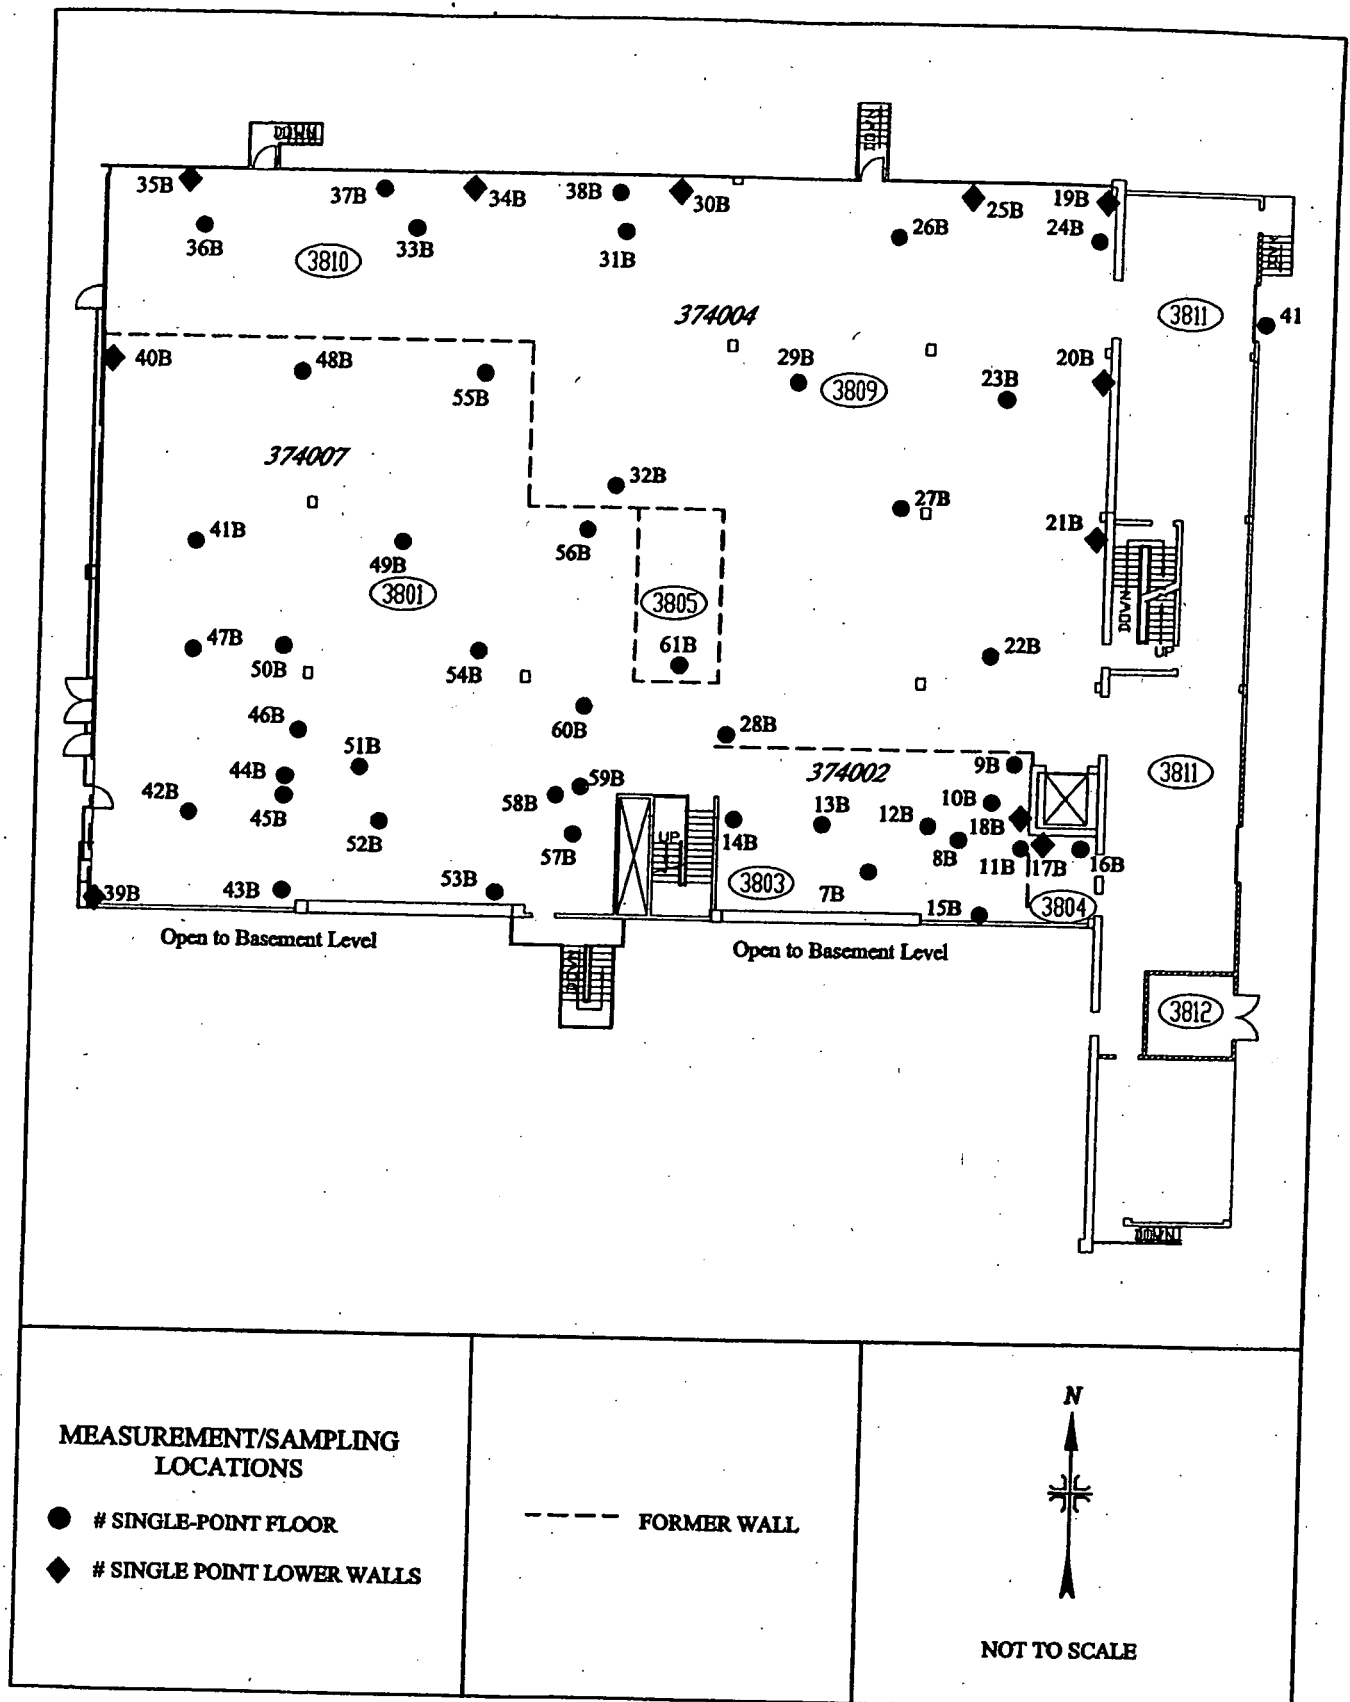 DOWN
DOWN
35B
37B
34B
38B
30B
25B
19B
36B
33B
31B
26B
24B
3810
DOWN
374004
3811
41
40B
48B
55B
29B
3809
23B
20B
374007
32B
27B
41B
49B
56B
21B
3801
3805
DOWN
47B
50B
54B
61B
22B
UP
46B
60B
28B
51B
374002
9B
3811
44B
59B
42B
45B
58B
10B
13B
12B
18B
52B
57B
UP
14B
8B
11B
17B
16B
39B
43B
53B
3803
7B
15B
3804
Open to Basement Level
Open to Basement Level
DOWN
3812
DOWN
MEASUREMENT/SAMPLING
LOCATIONS
# SINGLE-POINT FLOOR
# SINGLE POINT LOWER WALLS
FORMER WALL
N
NOT TO SCALE